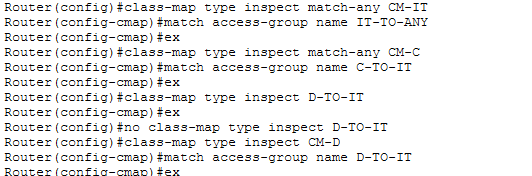 Router(config)#class-map type inspect match-any CM-IT
Router(config-cmap)#match access-group name IT-TO-ANY
Router(config-cmap)#ex
Router(config)#class-map type inspect match-any CM-C
Router(config-cmap)#match access-group name C-TO-IT
Router(config-cmap)#ex
Router(config)#class-map type inspect D-TO-IT
Router(config-cmap)#ex
Router(config)#no class-map type inspect D-TO-IT
Router(config)#class-map type inspect CM-D
Router(config-cmap)#match access-group name D-TO-IT
Router(config-cmap)#ex